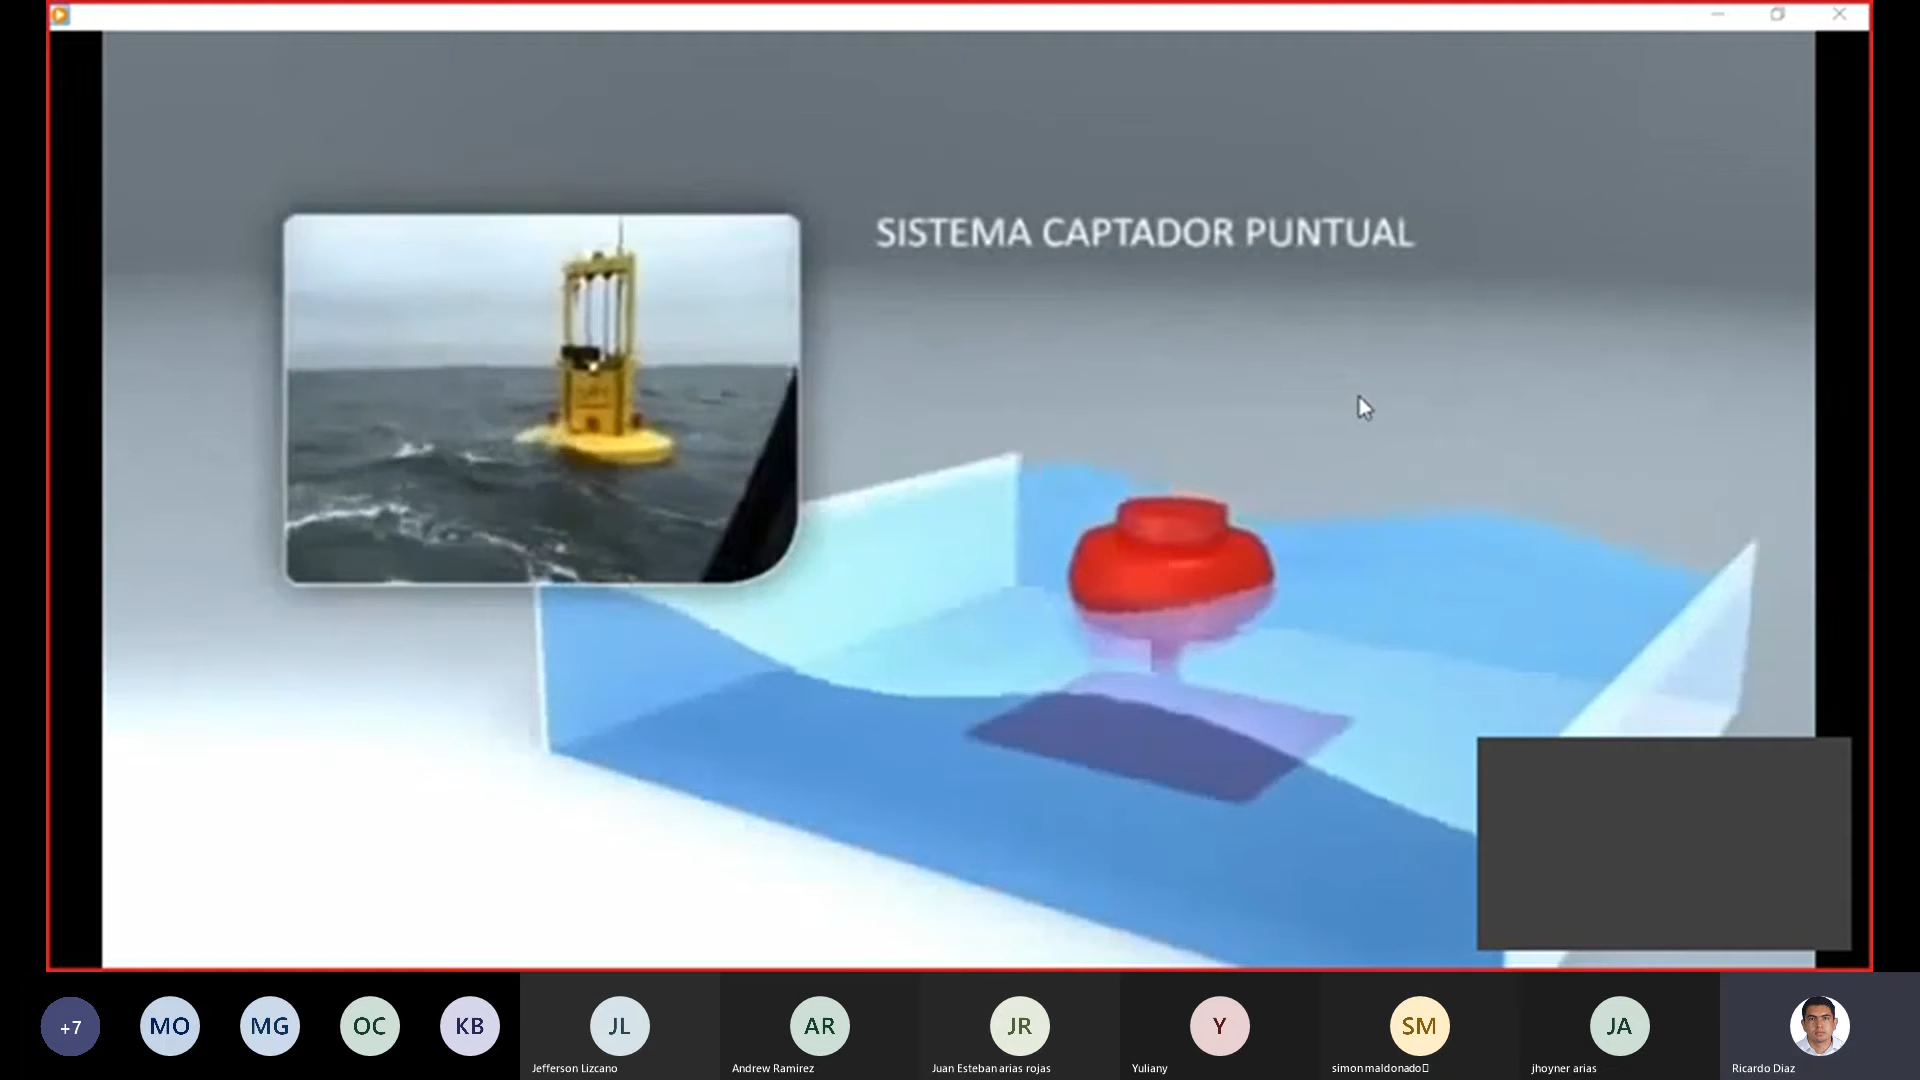 SISTEMA CAPTADOR PUNTUAL
+7
MO
MG
OC
KB
JL
AR
JR
Y
SM
JA
Jefferson Lizcano
Andrew Ramirez
Juan Esteban arias rojas
Yuliany
simon maldonado
jhoyner arias
Ricardo Diaz